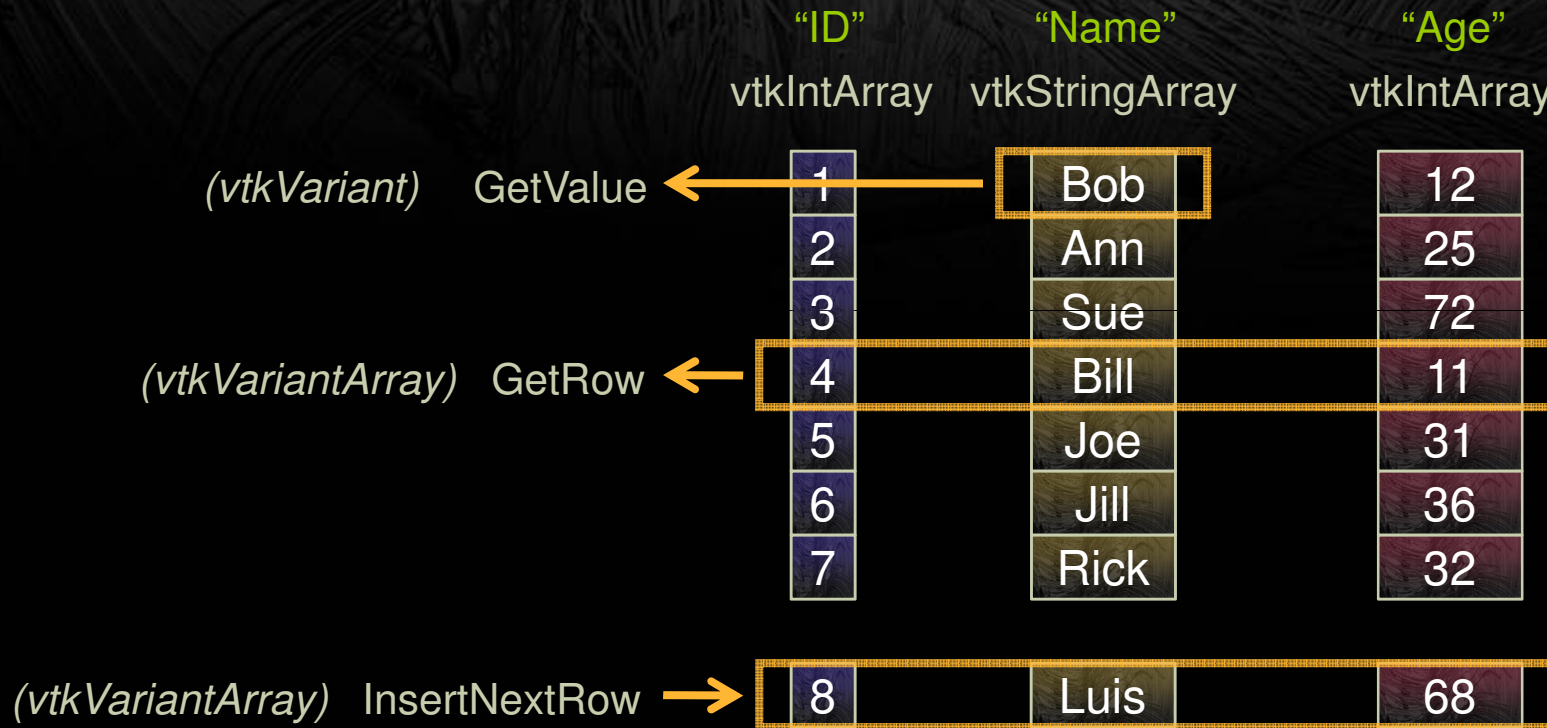 “ID” “Name” “Age”
vtkIntArray vtkStringArray vtkIntArray
(vtkVariant) GetValue 1 Bob 12
2 Ann 25
3 Sue 72
(vtkVariantArray) GetRow 4 Bill 11
5 Joe 31
6 Jill 36
7 Rick 32
(vtkVariantArray) InsertNextRow 8 Luis 68